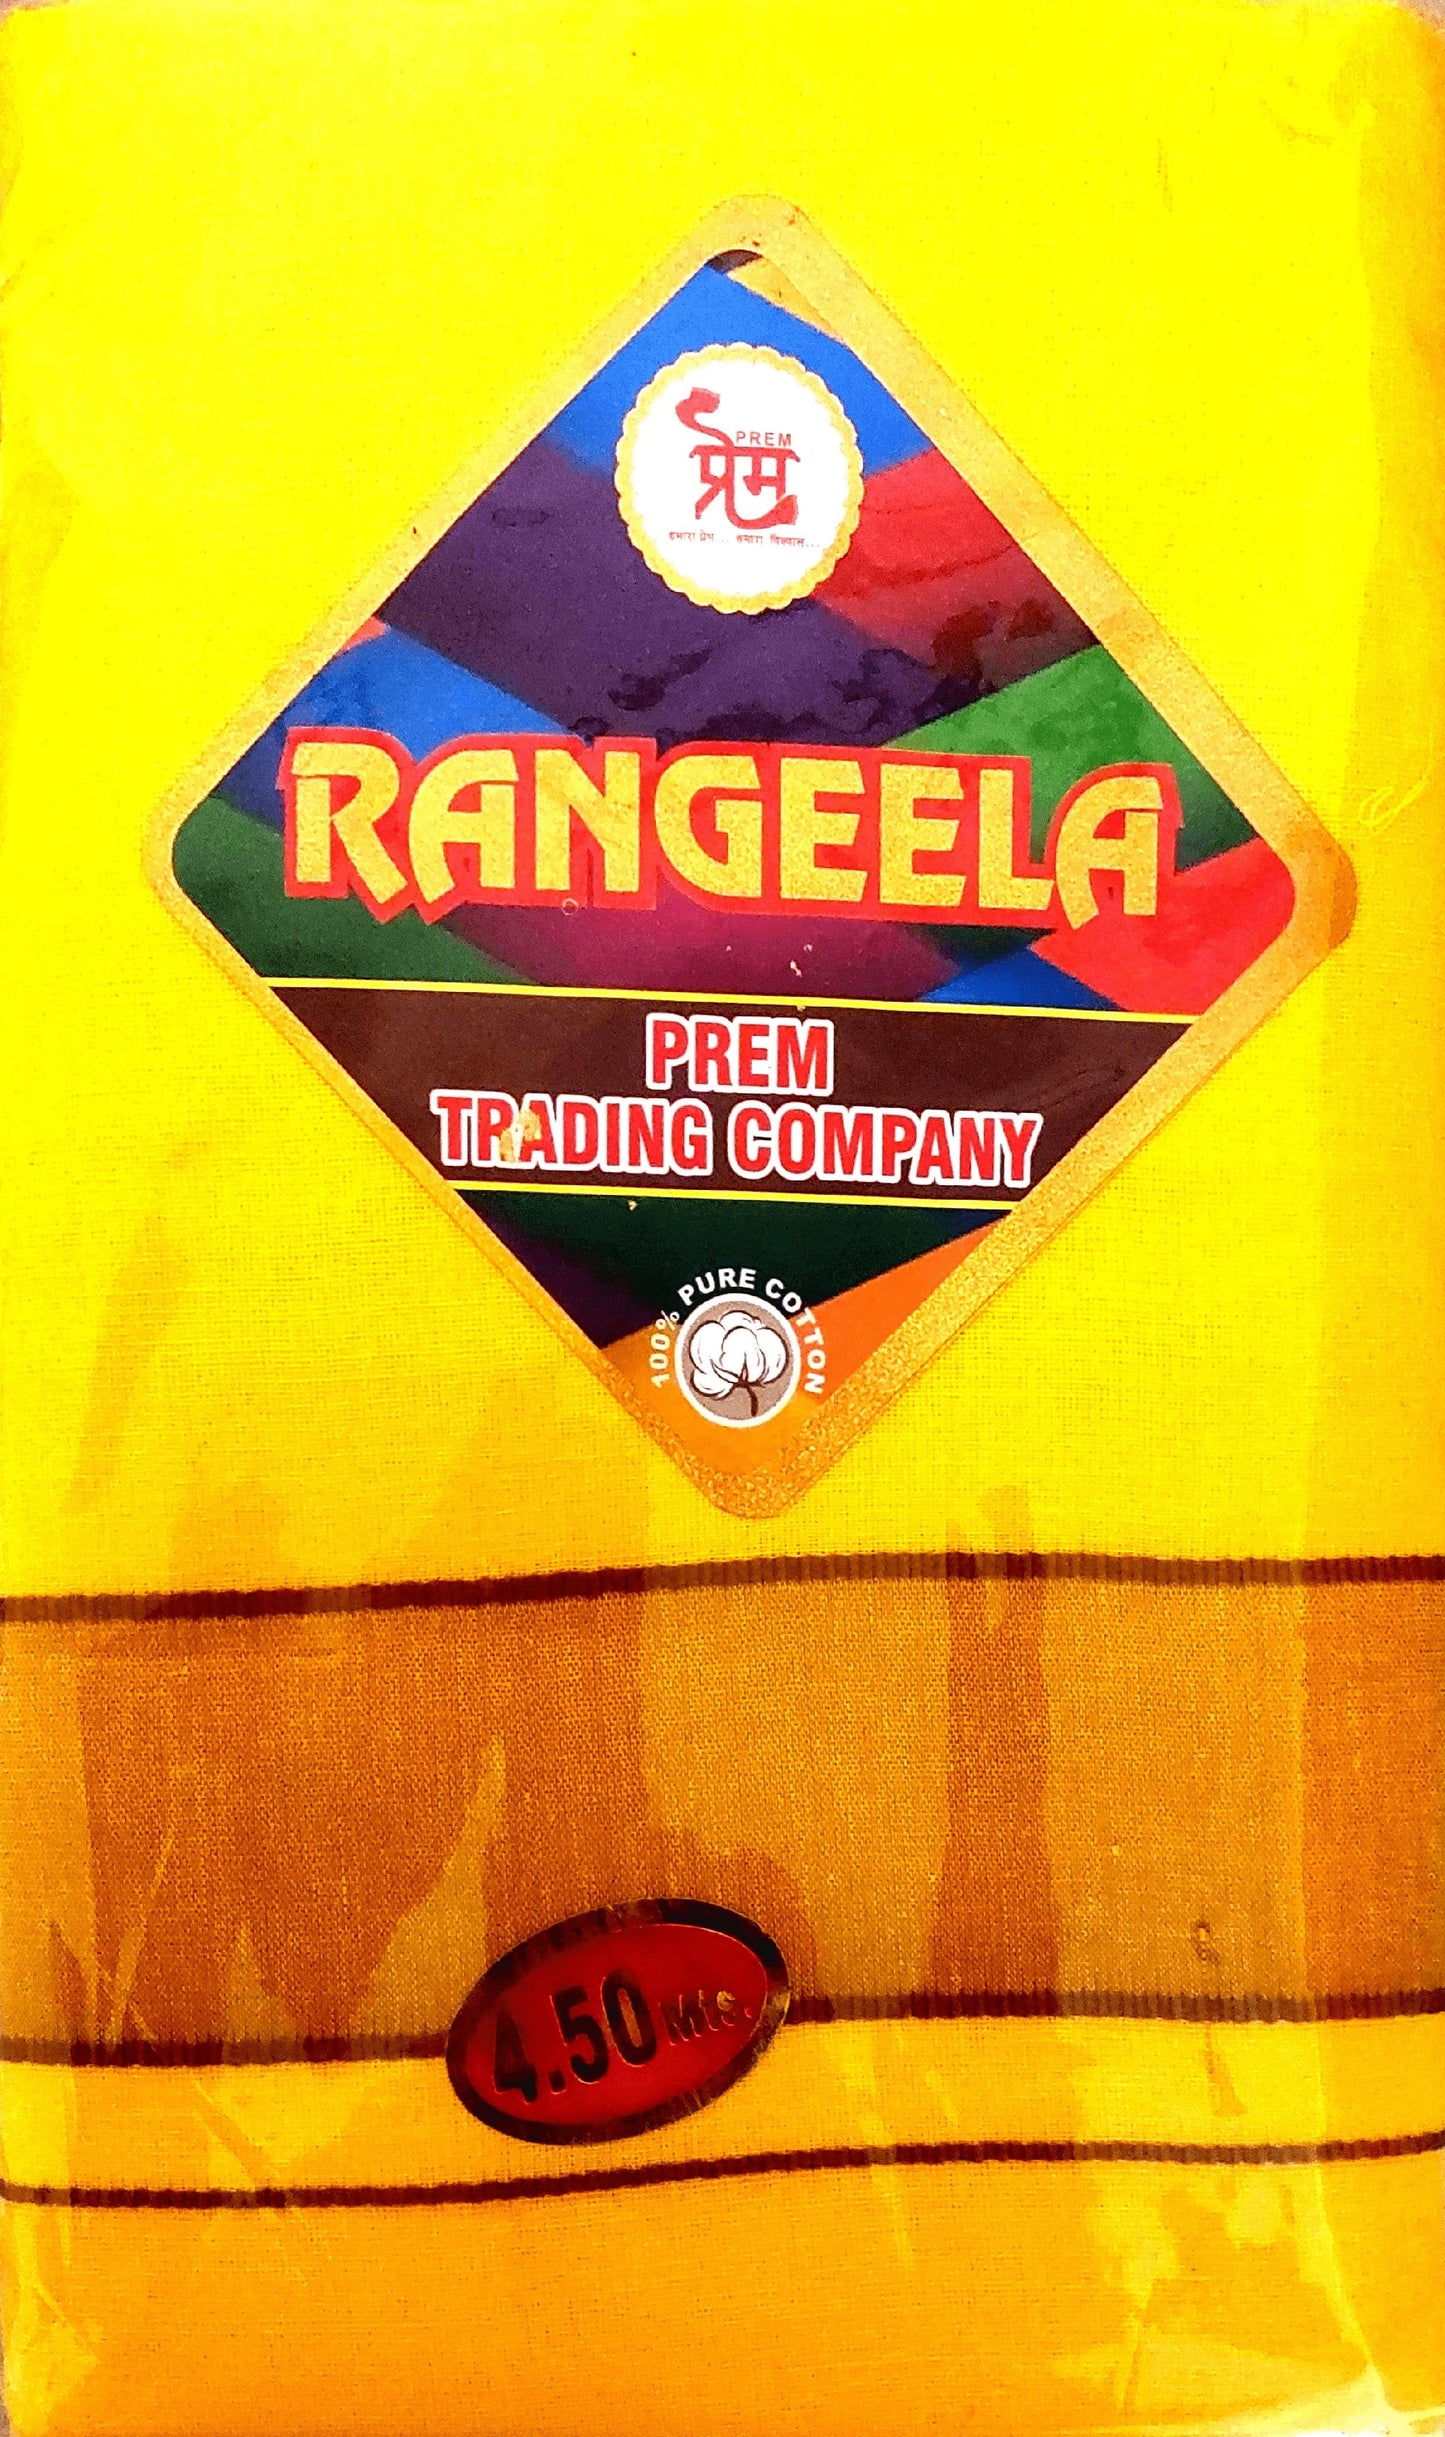 PREM
प्रेम
हमारा प्रेम... हमारा विश्वास...
RANGEELA
PREM
TRADING COMPANY
100% PURE COTTON
4.50 Mts.